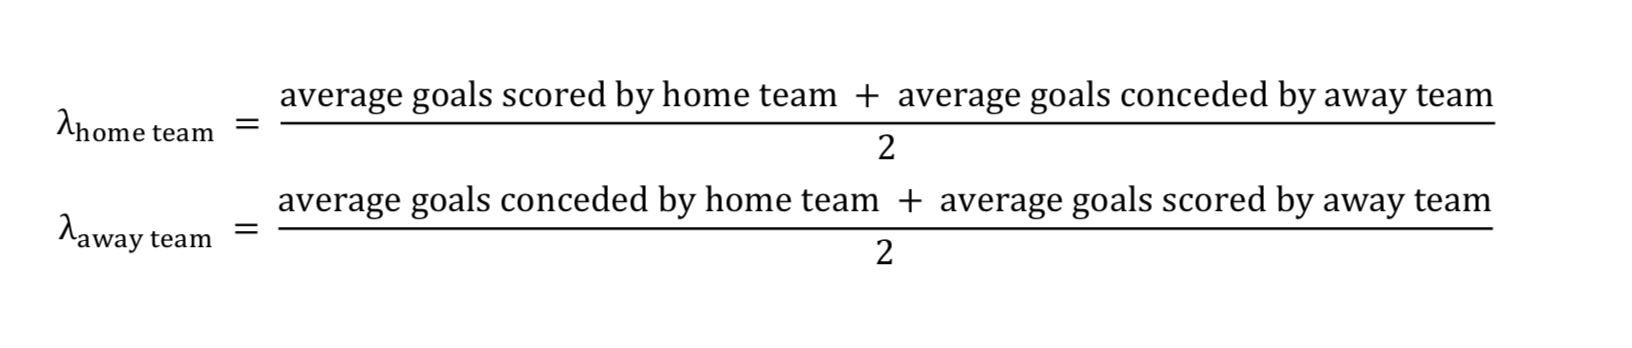 λhome team = average goals scored by home team + average goals conceded by away team
2
λaway team = average goals conceded by home team + average goals scored by away team
2